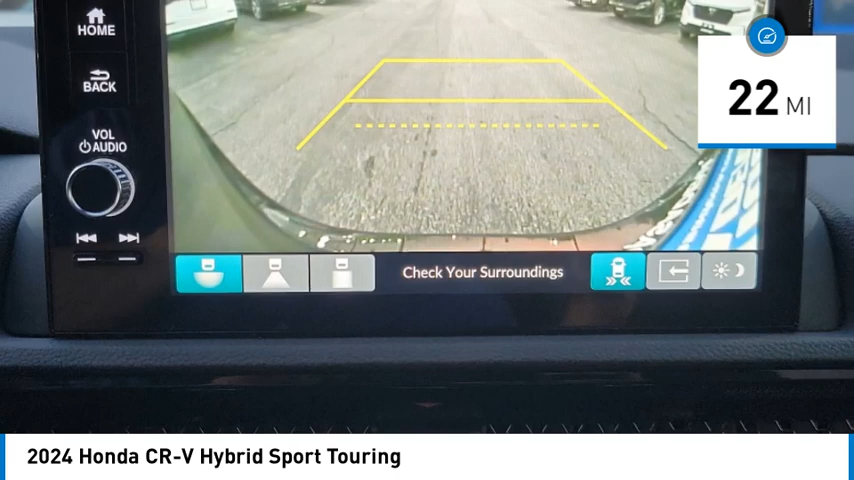 HOME
BACK
VOL
AUDIO
22 MI
Check Your Surroundings
2024 Honda CR-V Hybrid Sport Touring